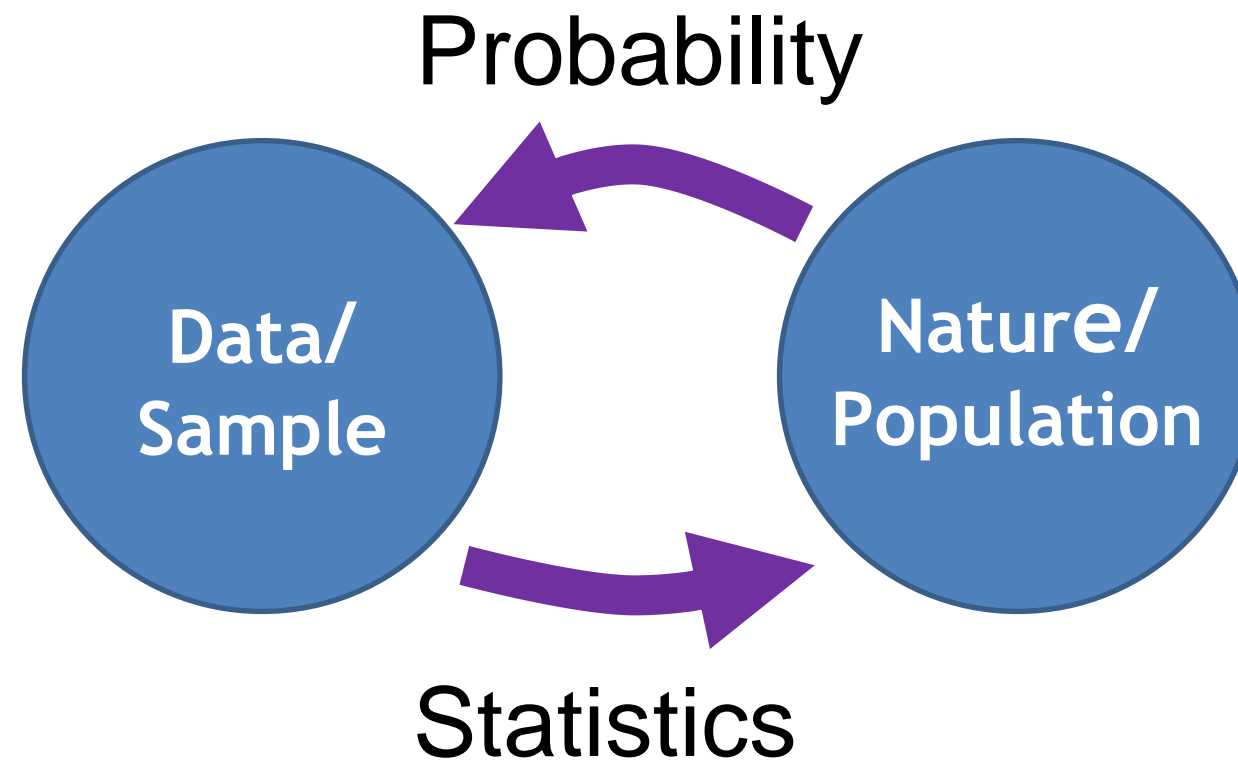 Probability
Data/
Sample
Nature/
Population
Statistics